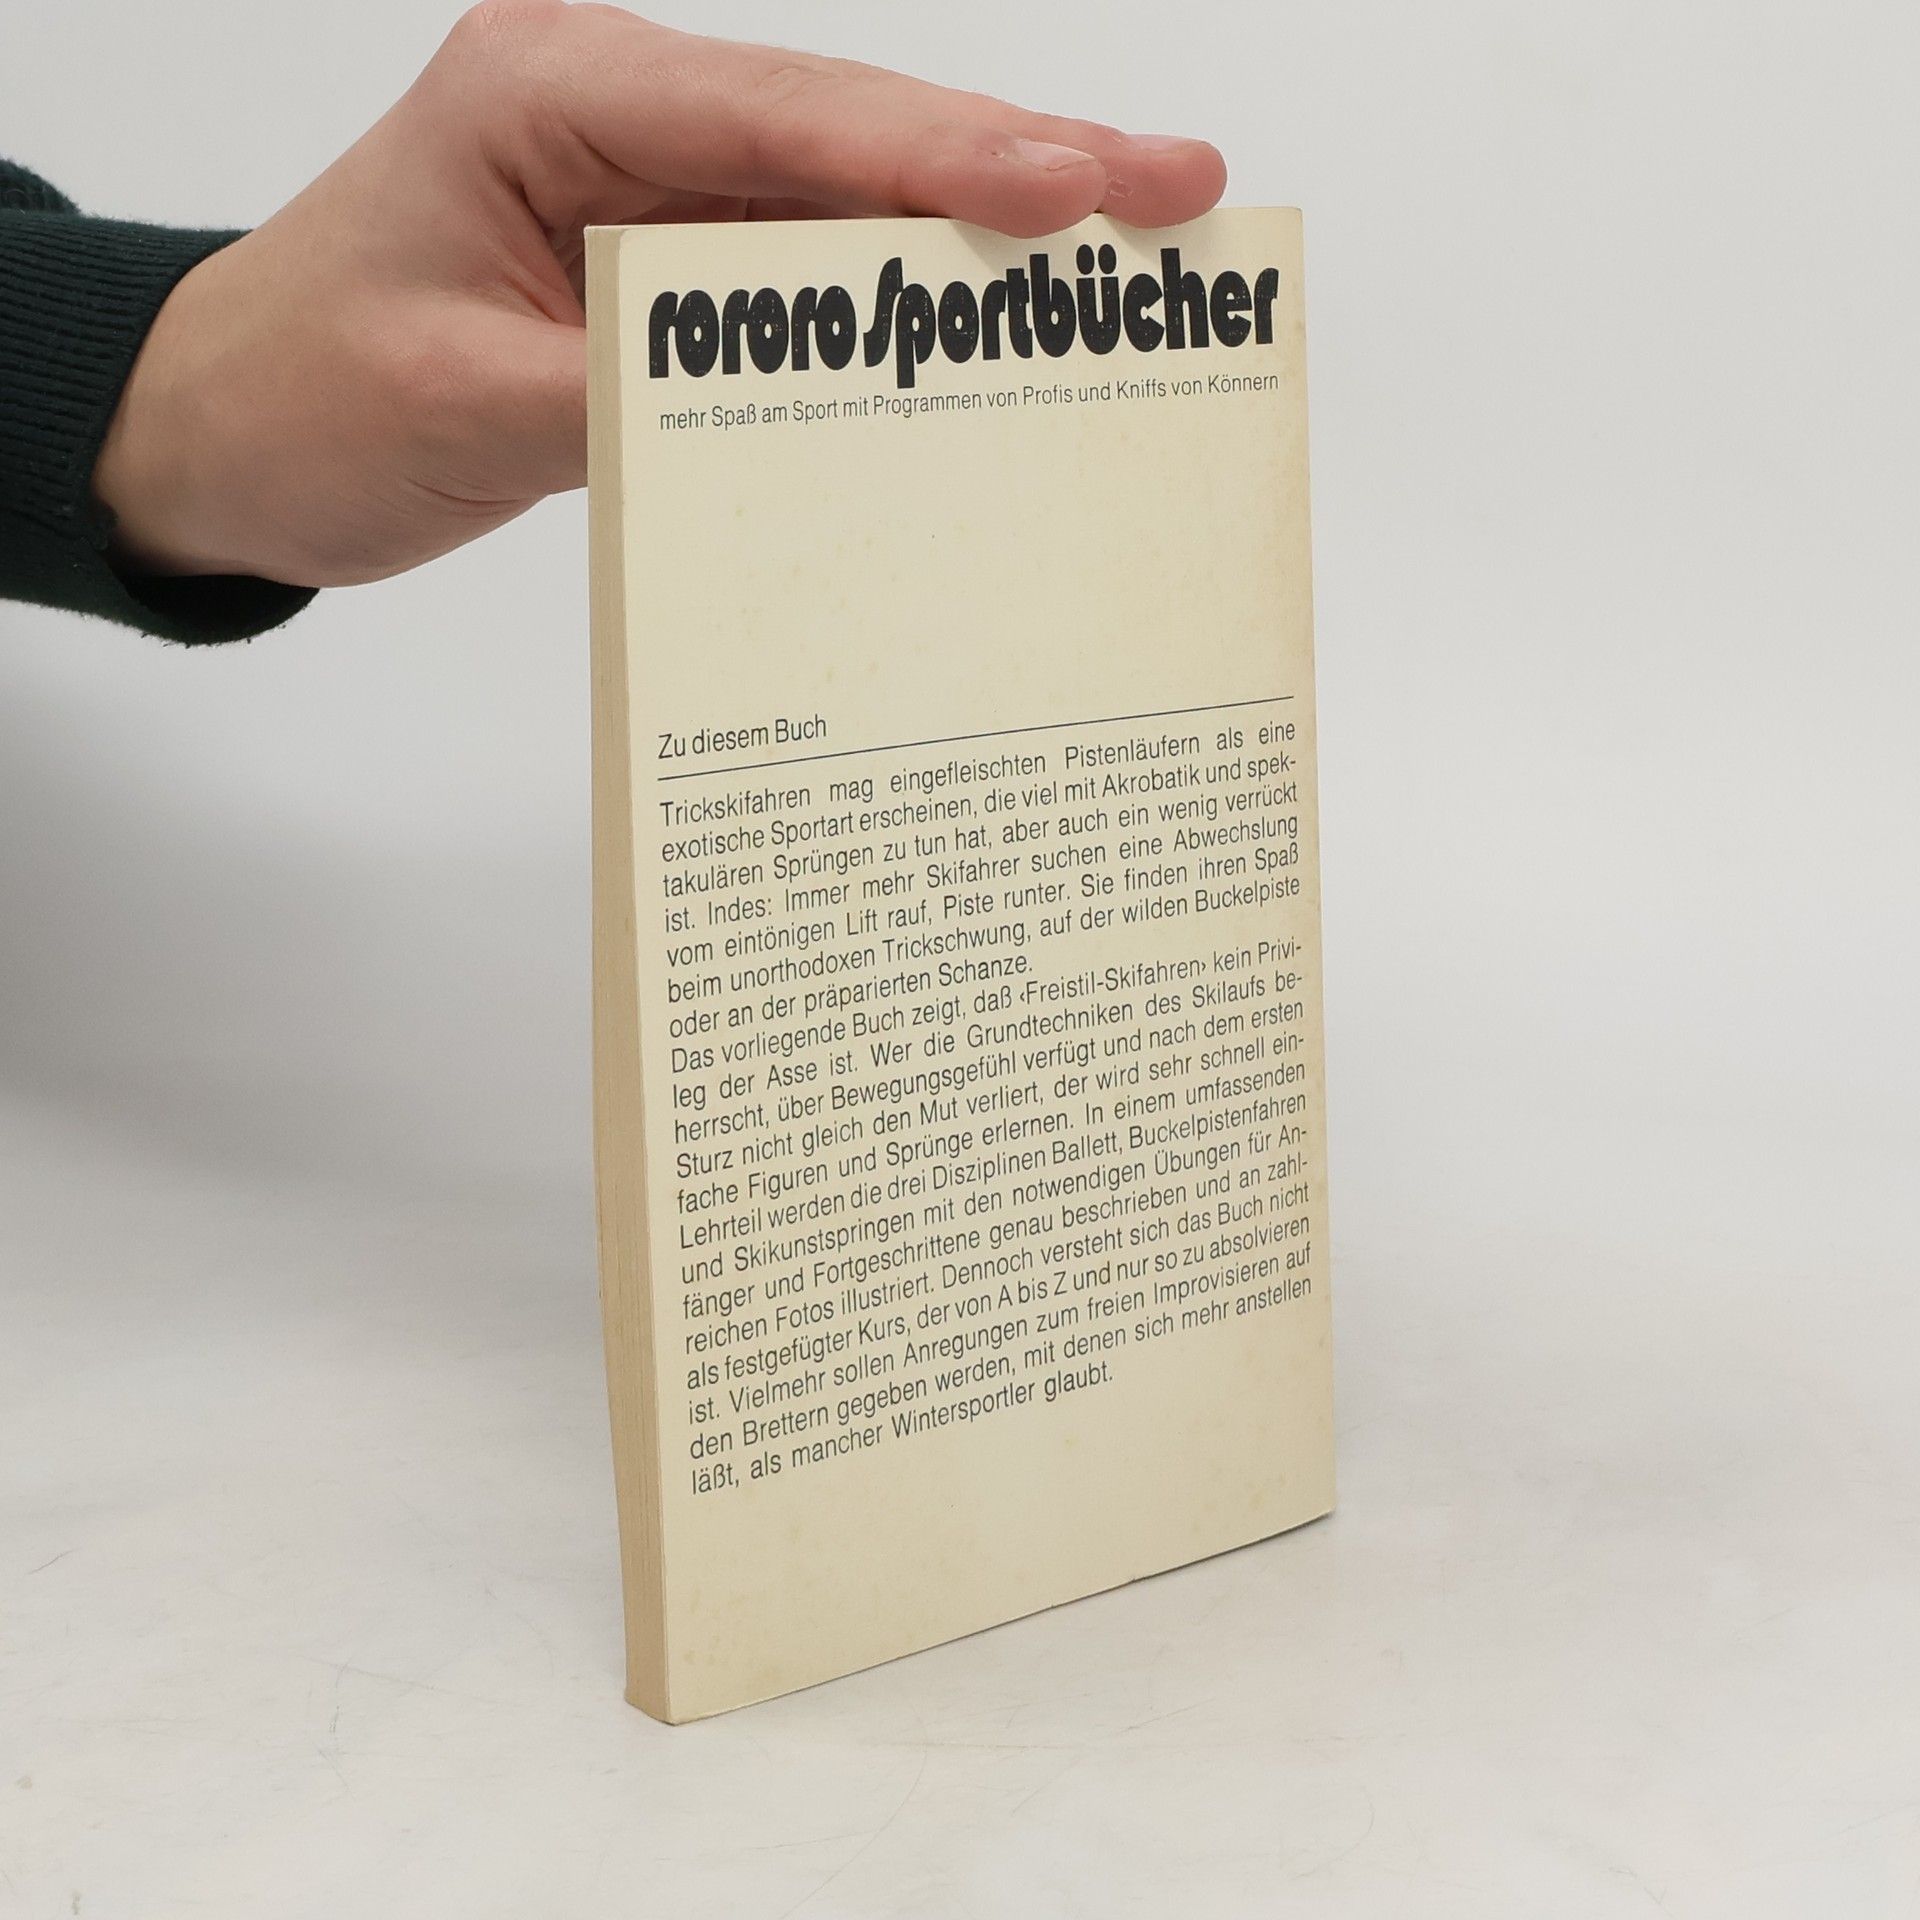 rororo Sportbücher
mehr Spaß am Sport mit Programmen von Profis und Kniffs von Könnern
Zu diesem Buch
Trickskifahren mag eingefleischten Pistenläufern als eine
exotische Sportart erscheinen, die viel mit Akrobatik und spek-
takulären Sprüngen zu tun hat, aber auch ein wenig verrückt
ist. Indes: Immer mehr Skifahrer suchen eine Abwechslung
vom eintönigen Lift rauf, Piste runter. Sie finden ihren Spaß
beim unorthodoxen Trickschwung, auf der wilden Buckelpiste
oder an der präparierten Schanze.
Das vorliegende Buch zeigt, daß ‹Freistil-Skifahren› kein Privi-
leg der Asse ist. Wer die Grundtechniken des Skilaufs be-
herrscht, über Bewegungsgefühl verfügt und nach dem ersten
Sturz nicht gleich den Mut verliert, der wird sehr schnell ein-
fache Figuren und Sprünge erlernen. In einem umfassenden
Lehrteil werden die drei Disziplinen Ballett, Buckelpistenfahren
und Skikunstspringen mit den notwendigen Übungen für An-
fänger und Fortgeschrittene genau beschrieben und an zahl-
reichen Fotos illustriert. Dennoch versteht sich das Buch nicht
als festgefügter Kurs, der von A bis Z und nur so zu absolvieren
ist. Vielmehr sollen Anregungen zum freien Improvisieren auf
den Brettern gegeben werden, mit denen sich mehr anstellen
läßt, als mancher Wintersportler glaubt.